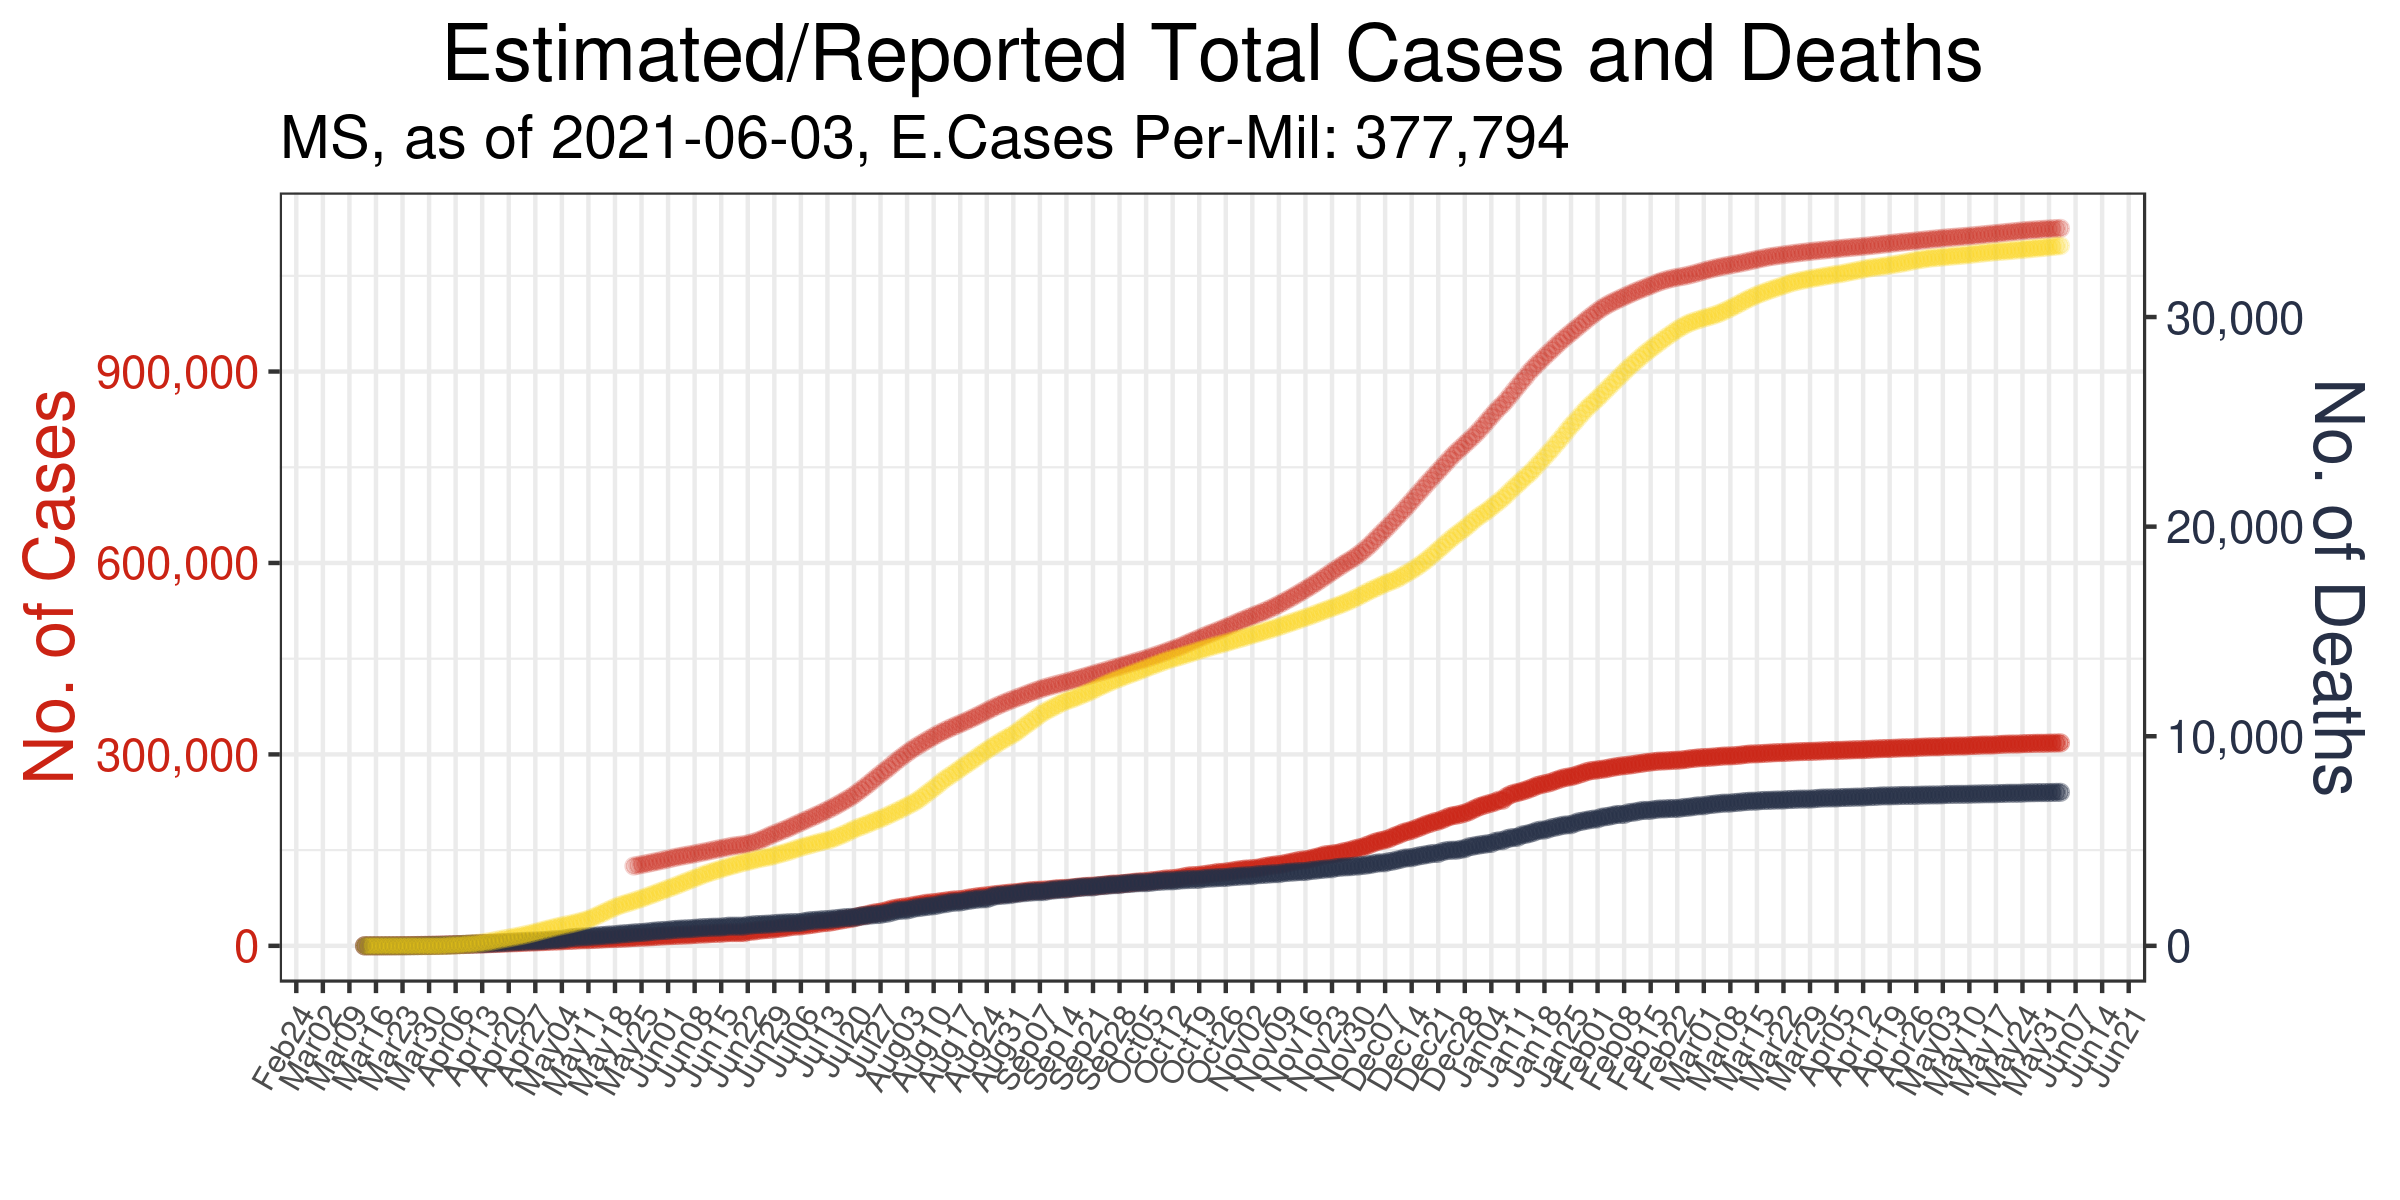 Estimated/Reported Total Cases and Deaths
MS, as of 2021-06-03, E.Cases Per-Mil: 377,794
No. of Cases
900,000
600,000
300,000
0
30,000
20,000
10,000
0
No. of Deaths
Feb24
Mar02
Mar09
Mar16
Mar23
Mar30
Apr06
Apr13
Apr20
Apr27
May04
May11
May18
May25
Jun01
Jun08
Jun15
Jun22
Jun29
Jul06
Jul13
Jul20
Jul27
Aug03
Aug10
Aug17
Aug24
Aug31
Sep07
Sep14
Sep21
Sep28
Oct05
Oct12
Oct19
Oct26
Nov02
Nov09
Nov16
Nov23
Nov30
Dec07
Dec14
Dec21
Dec28
Jan04
Jan11
Jan18
Jan25
Feb01
Feb08
Feb15
Feb22
Mar01
Mar08
Mar15
Mar22
Mar29
Apr05
Apr12
Apr19
Apr26
May03
May10
May17
May24
May31
Jun07
Jun14
Jun21